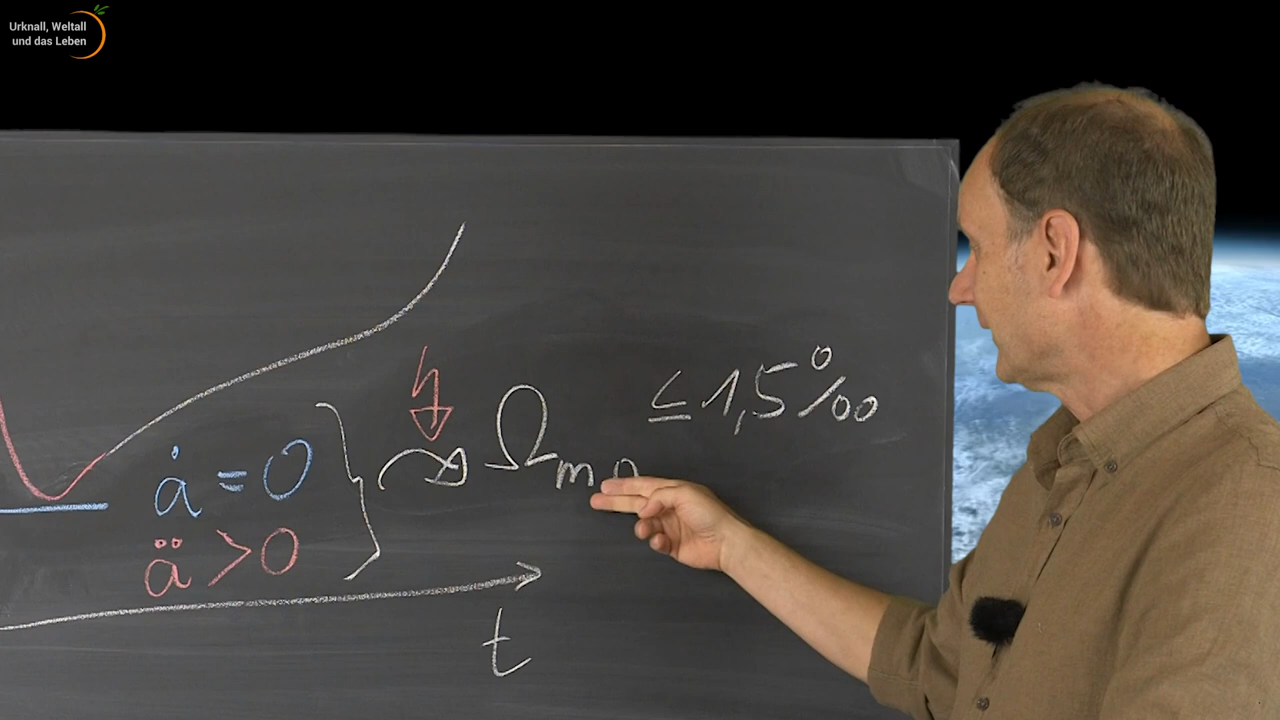 Urknall, Weltall
und das Leben
≤ 1,5‰
Ω_m0
ȧ = 0
ä > 0
t